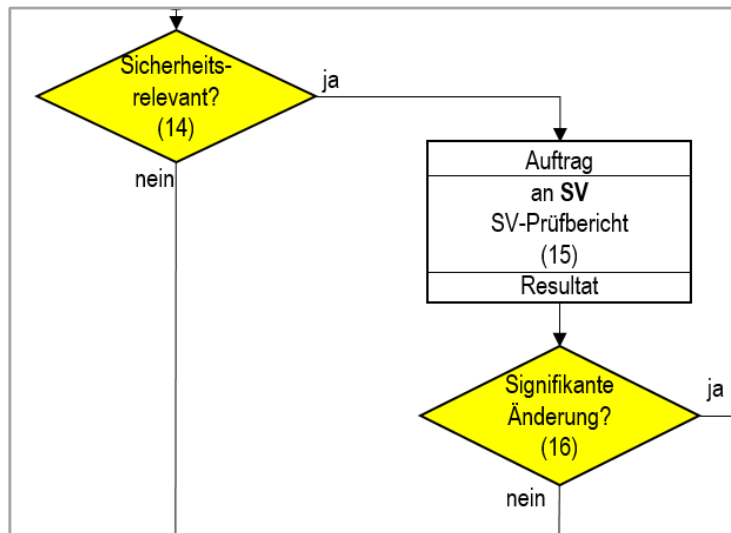 Sicherheits-
relevant?
(14)
ja
nein
Auftrag
an SV
SV-Prüfbericht
(15)
Resultat
Signifikante
Änderung?
(16)
ja
nein